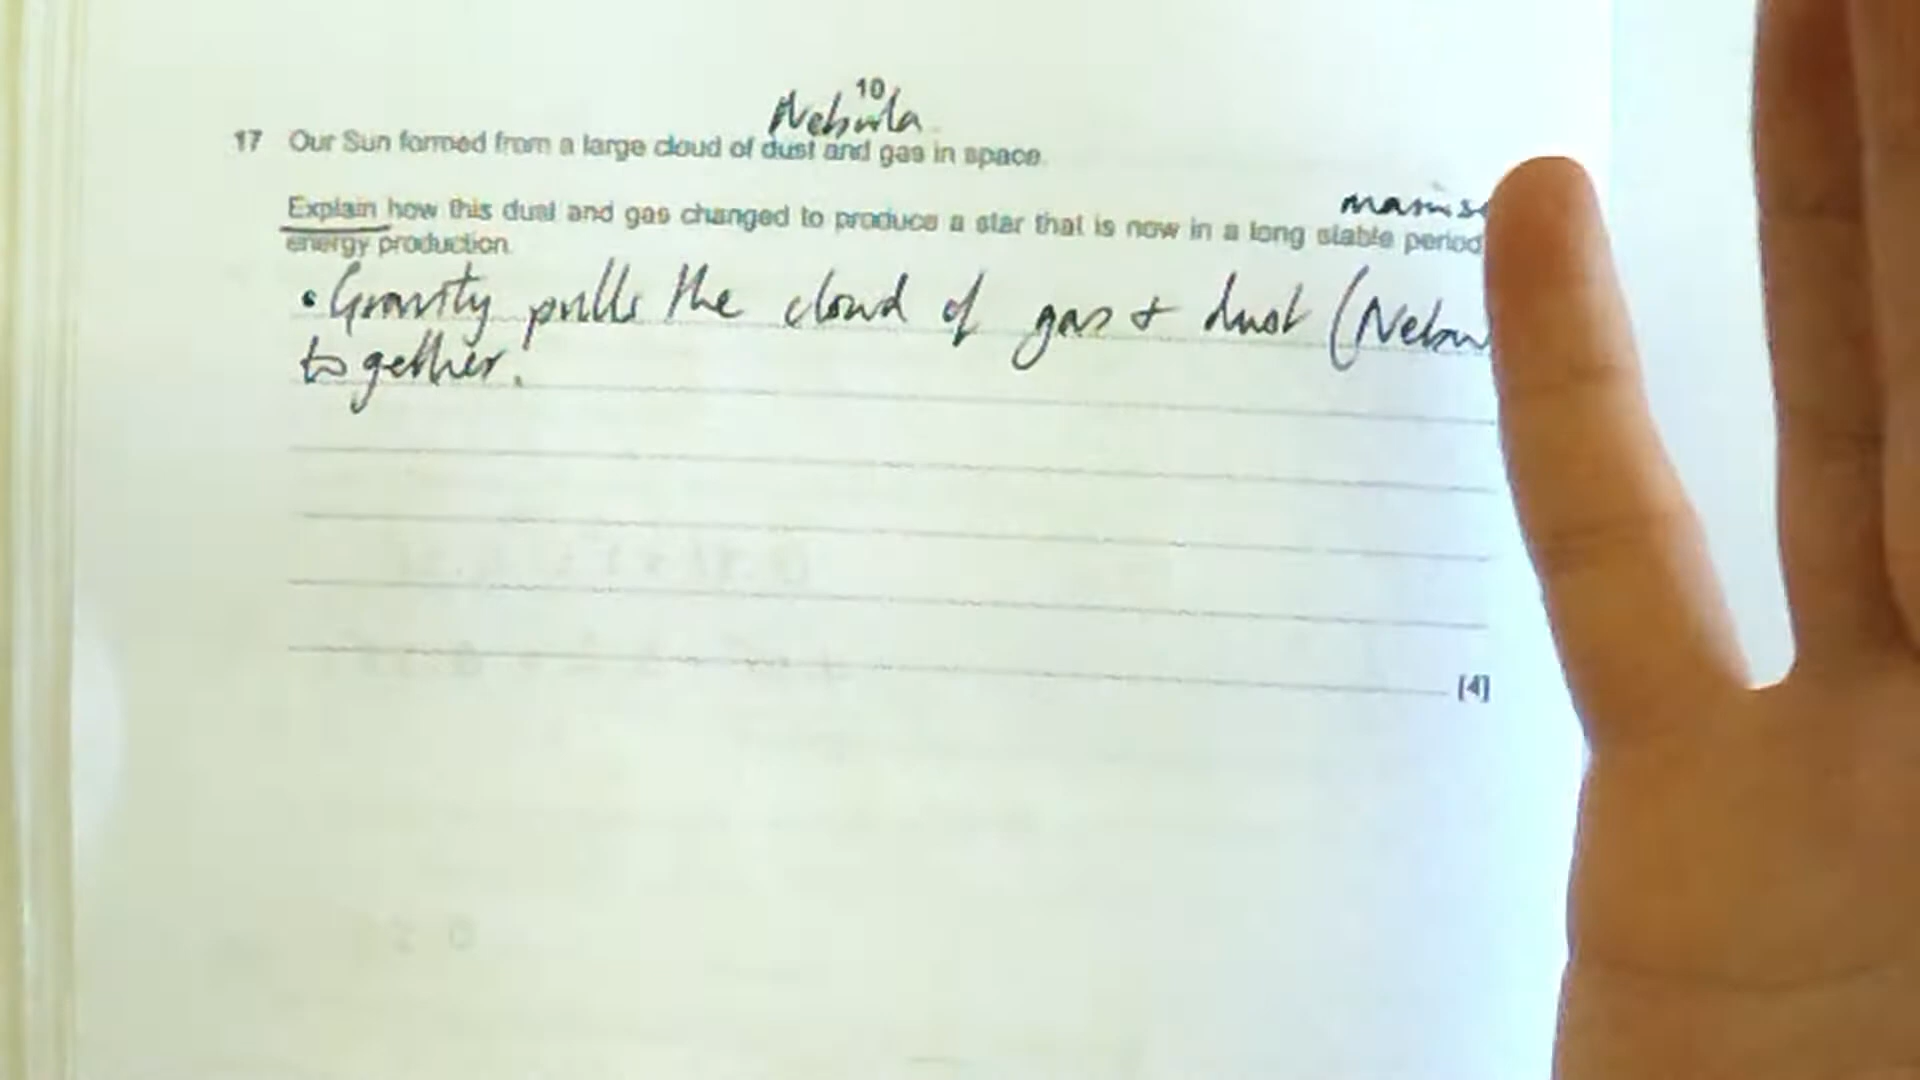 10
Nebula
17 Our Sun formed from a large cloud of dust and gas in space.
Explain how this dust and gas changed to produce a star that is now in a long stable period
energy production.
• Gravity pulls the cloud of gas + dust (Nebu
together.
[4]